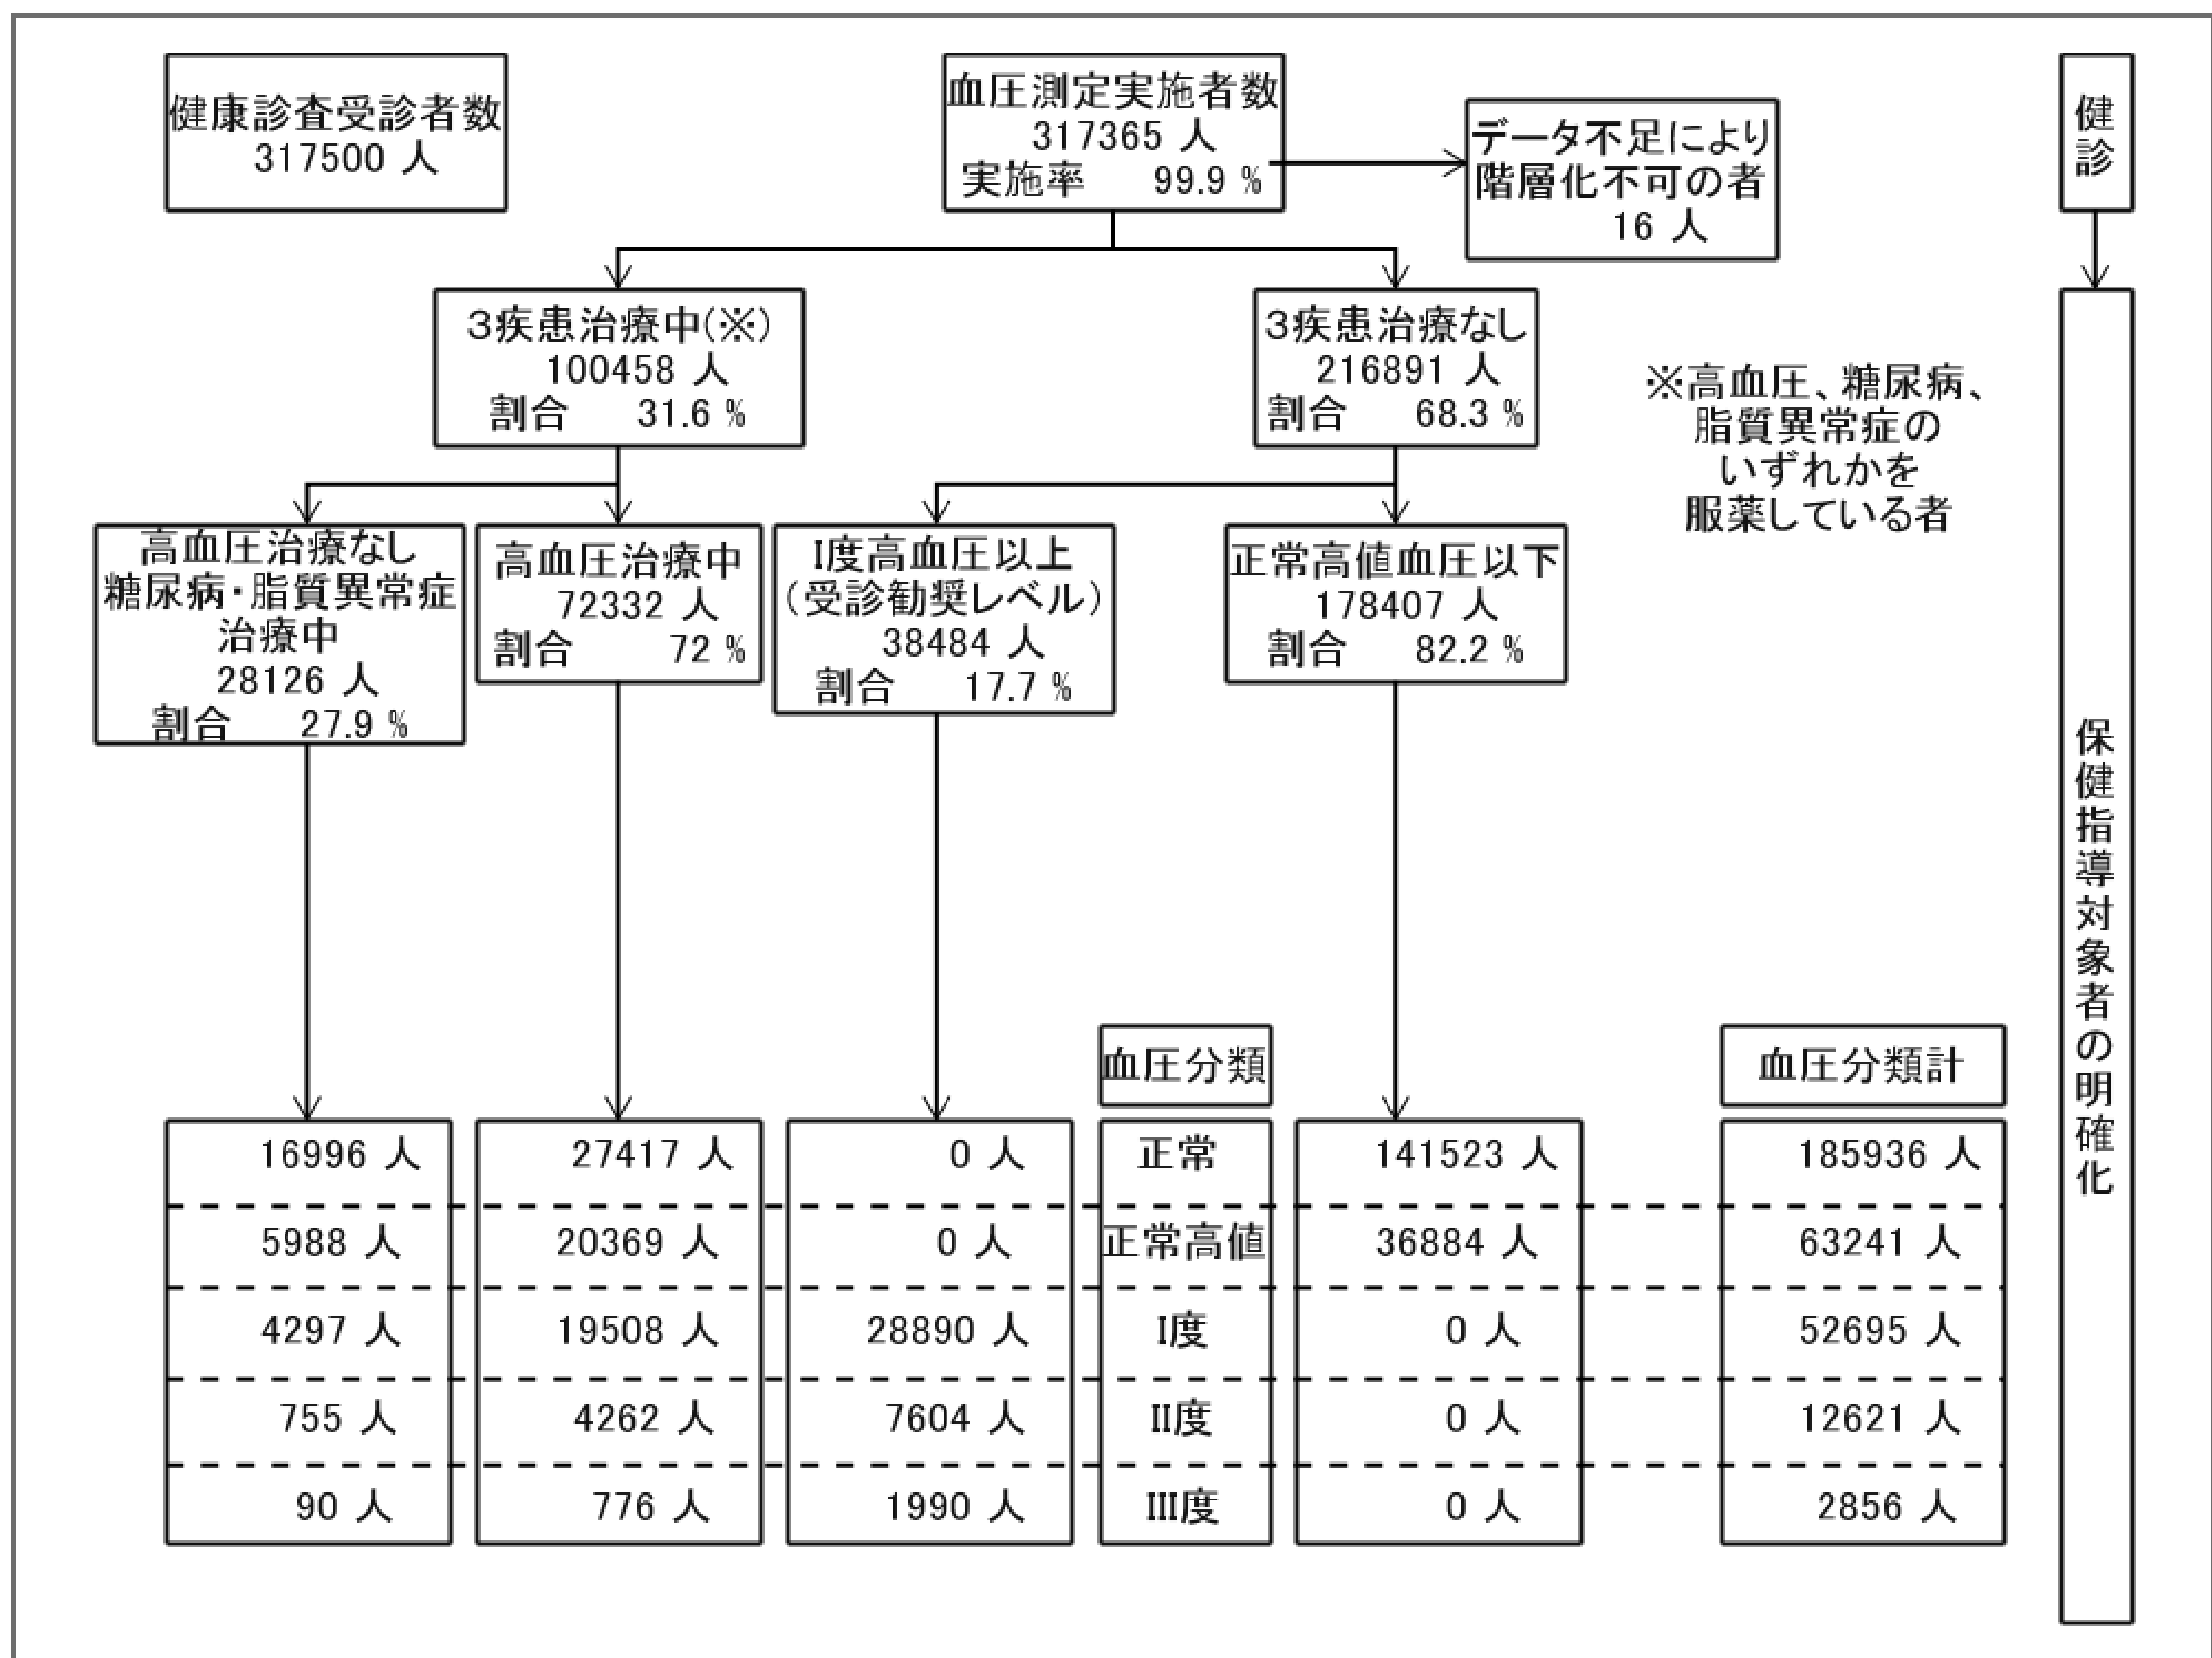 健康診査受診者数
317500 人
血圧測定実施者数
317365 人
実施率 99.9 %
データ不足により
階層化不可の者
16 人
健診
3疾患治療中(※)
100458 人
割合 31.6 %
3疾患治療なし
216891 人
割合 68.3 %
※高血圧、糖尿病、
脂質異常症の
いずれかを
服薬している者
高血圧治療なし
糖尿病・脂質異常症
治療中
28126 人
割合 27.9 %
高血圧治療中
72332 人
割合 72 %
I度高血圧以上
(受診勧奨レベル)
38484 人
割合 17.7 %
正常高値血圧以下
178407 人
割合 82.2 %
保健指導対象者の明確化
血圧分類
血圧分類計
16996 人 27417 人 0 人 正常 141523 人 185936 人
5988 人 20369 人 0 人 正常高値 36884 人 63241 人
4297 人 19508 人 28890 人 I度 0 人 52695 人
755 人 4262 人 7604 人 II度 0 人 12621 人
90 人 776 人 1990 人 III度 0 人 2856 人